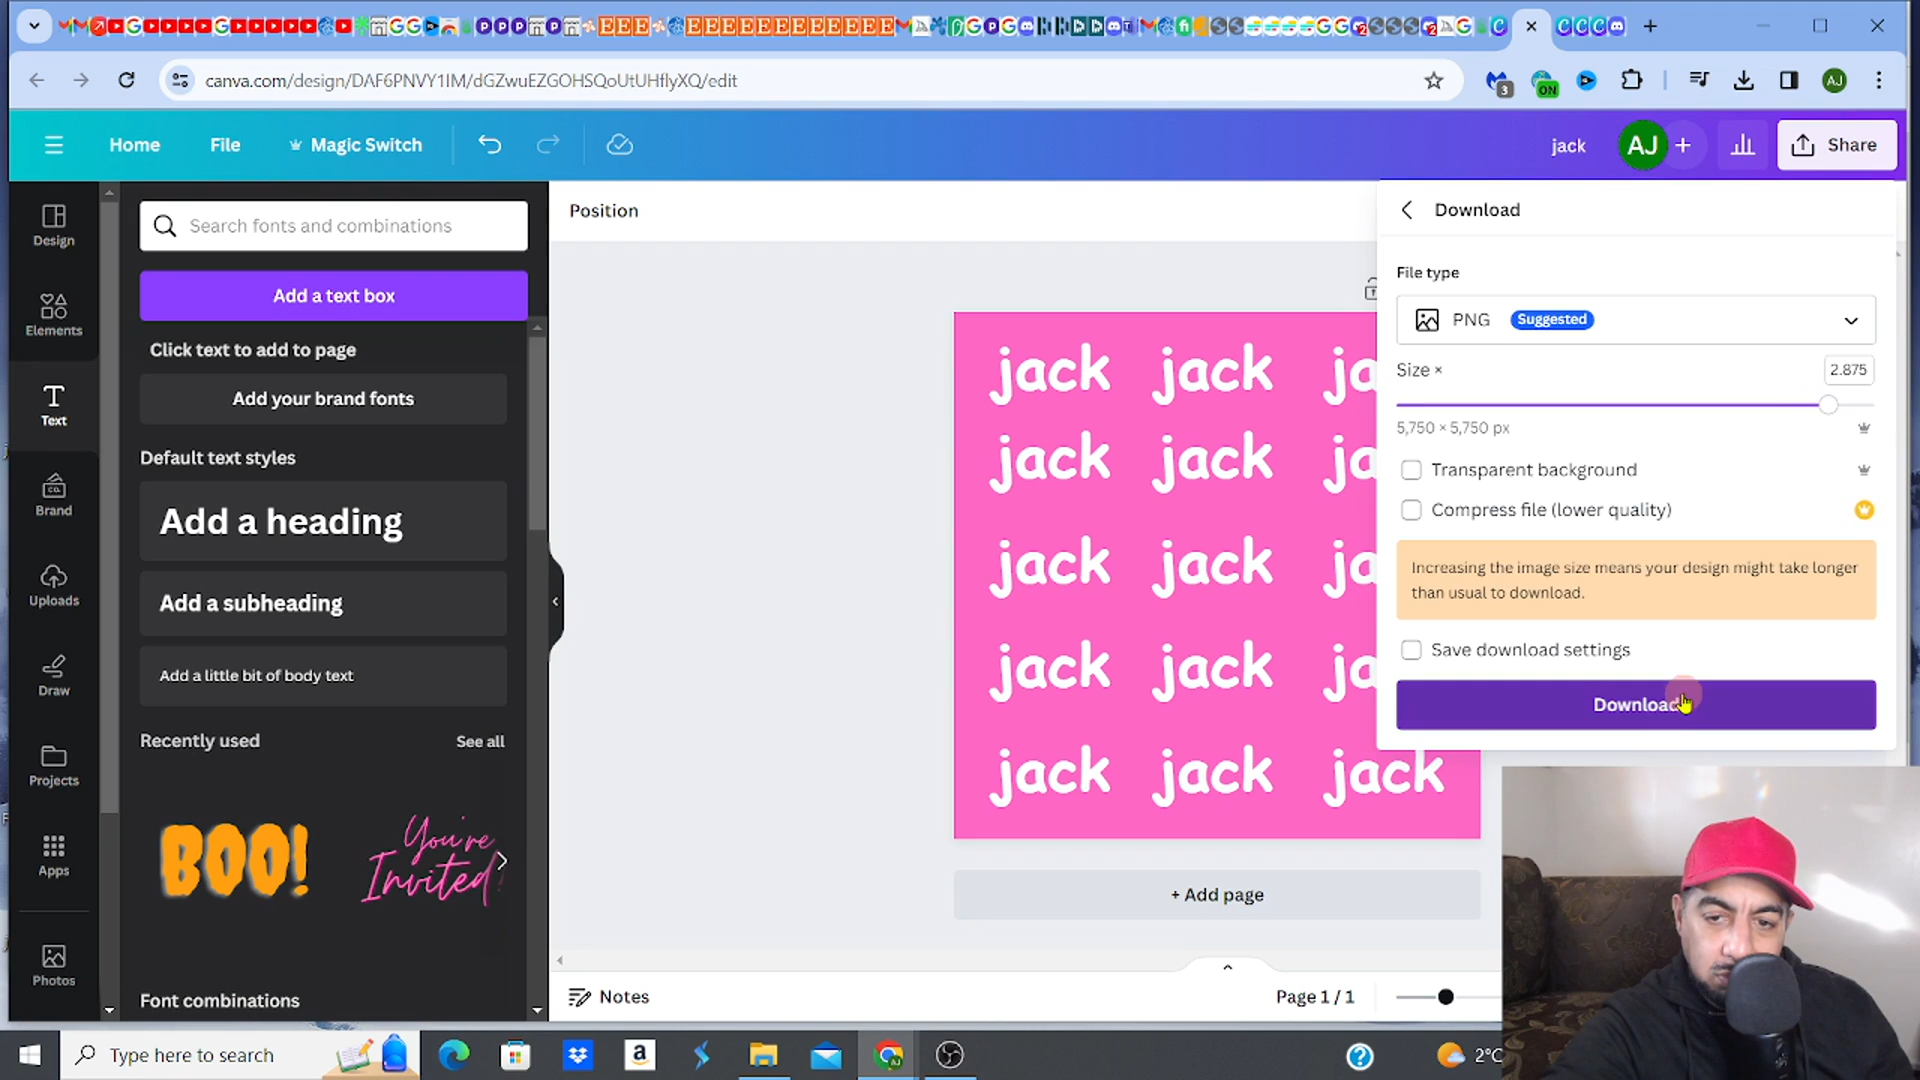 canva.com/design/DAF6PNVY1IM/dGZwuEZGOHSQoUtUHflyXQ/edit
3
ON
AJ
Home
File
Magic Switch
jack
AJ
+
Share
Design
Elements
Text
Brand
Uploads
Draw
Projects
Apps
Photos
Search fonts and combinations
Add a text box
Click text to add to page
Add your brand fonts
Default text styles
Add a heading
Add a subheading
Add a little bit of body text
Recently used
See all
BOO!
You're
Invited
Font combinations
Position
jack jack ja
jack jack ja
jack jack ja
jack jack ja
jack jack jack
+ Add page
Notes
Page 1 / 1
Download
File type
PNG
Suggested
Size ×
2.875
5,750 × 5,750 px
Transparent background
Compress file (lower quality)
Increasing the image size means your design might take longer
than usual to download.
Save download settings
Download
Type here to search
2°C